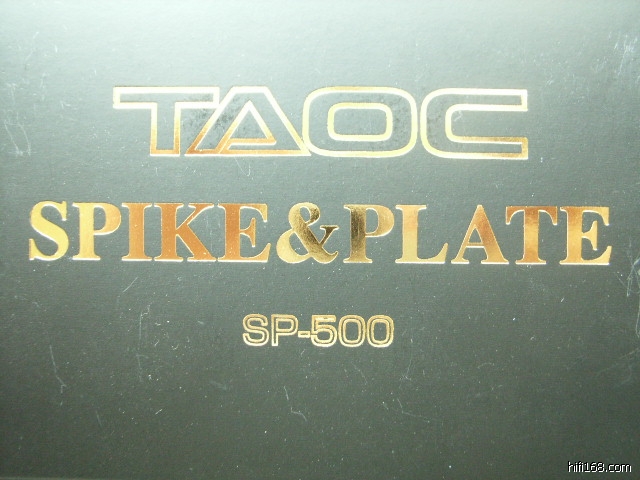 TAOC
SPIKE&PLATE
SP-500
hifi168.com